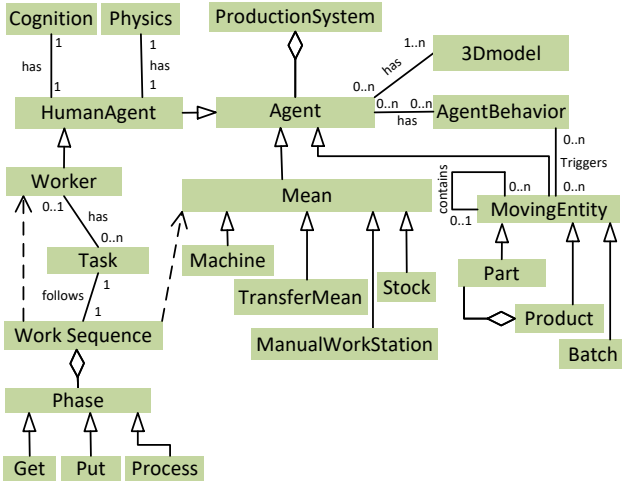 Cognition
Physics
ProductionSystem
1
1
1..n
3Dmodel
has
has
has
1
1
0..n
0..n
0..n
HumanAgent
Agent
AgentBehavior
has
0..n
Triggers
Worker
contains
0..n
0..n
Mean
0..1
has
0..1
MovingEntity
0..n
Task
Machine
Part
1
follows
TransferMean
Stock
1
Product
Work Sequence
ManualWorkStation
Batch
Phase
Get
Put
Process